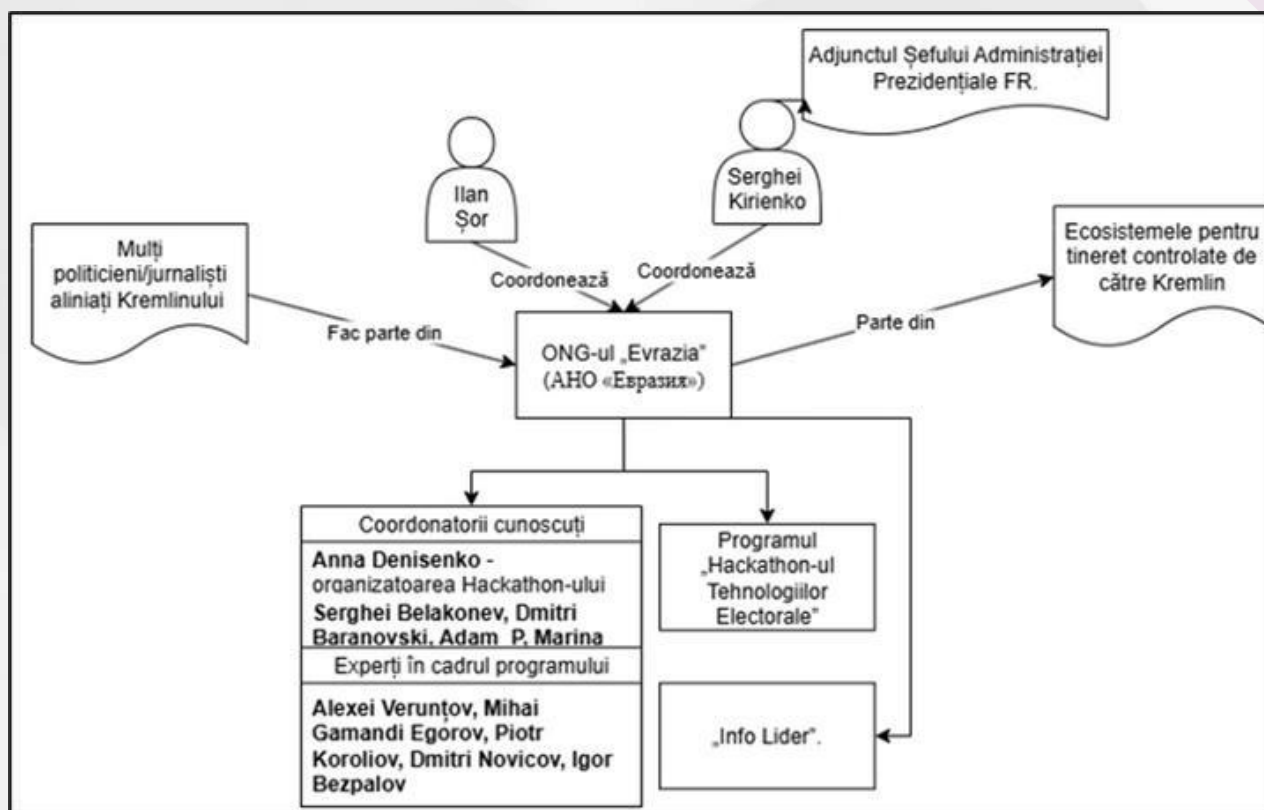 Adjunctul Șefului Administrației
Prezidențiale FR.
Ilan
Șor
Serghei
Kirienko
Mulți
politicieni/jurnaliști
aliniați Kremlinului
Coordonează
Coordonează
Ecosistemele pentru
tineret controlate de
către Kremlin
Fac parte din
Parte din
ONG-ul „Evrazia”
(АНО «Евразия»)
Coordonatorii cunoscuți
Anna Denisenko -
organizatoarea Hackathon-ului
Serghei Belakonev, Dmitri
Baranovski, Adam P, Marina
Experți în cadrul programului
Alexei Verunțov, Mihai
Gamandi Egorov, Piotr
Koroliov, Dmitri Novicov, Igor
Bezpalov
Programul
„Hackathon-ul
Tehnologiilor
Electorale”
„Info Lider”.